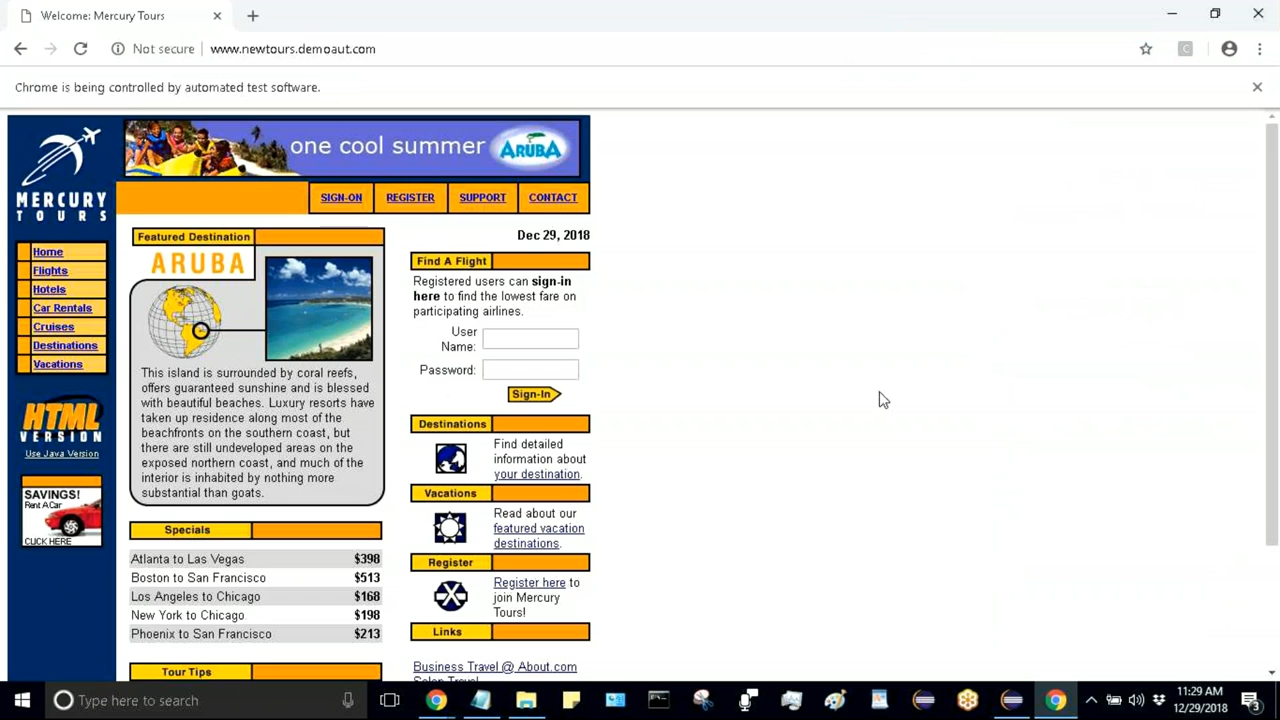 Welcome: Mercury Tours
Not secure
www.newtours.demoaut.com
Chrome is being controlled by automated test software.
one cool summer
ARUBA
MERCURY
TOURS
SIGN-ON
REGISTER
SUPPORT
CONTACT
Home
Flights
Hotels
Car Rentals
Cruises
Destinations
Vacations
HTML
VERSION
Use Java Version
SAVINGS!
Rent A Car
CLICK HERE
Featured Destination
ARUBA
This island is surrounded by coral reefs,
offers guaranteed sunshine and is blessed
with beautiful beaches. Luxury resorts have
taken up residence along most of the
beachfronts on the southern coast, but
there are still undeveloped areas on the
exposed northern coast, and much of the
interior is inhabited by nothing more
substantial than goats.
Specials
Atlanta to Las Vegas $398
Boston to San Francisco $513
Los Angeles to Chicago $168
New York to Chicago $198
Phoenix to San Francisco $213
Tour Tips
Dec 29, 2018
Find A Flight
Registered users can sign-in
here to find the lowest fare on
participating airlines.
User
Name:
Password:
Sign-In
Destinations
Find detailed
information about
your destination.
Vacations
Read about our
featured vacation
destinations.
Register
Register here to
join Mercury
Tours!
Links
Business Travel @ About.com
Salon Travel
Type here to search
11:29 AM
12/29/2018
3